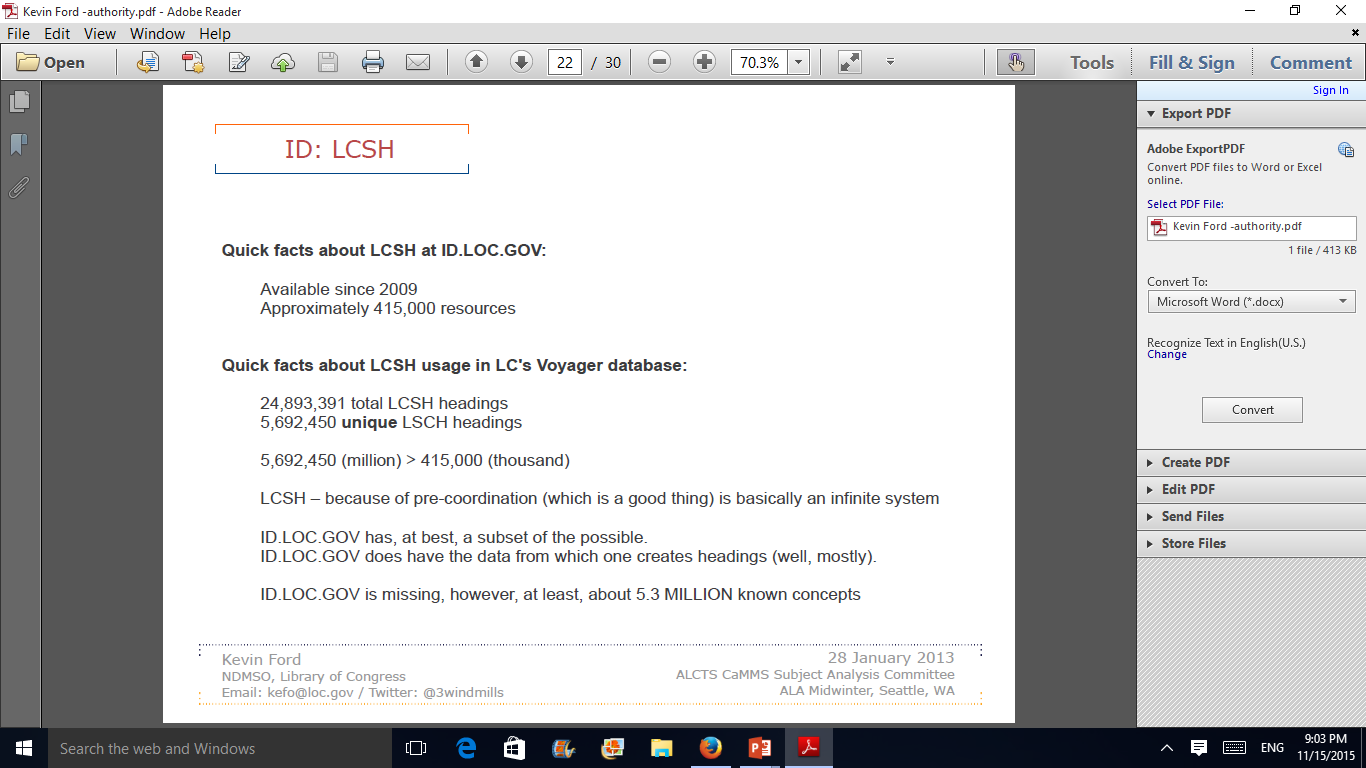 Kevin Ford -authority.pdf - Adobe Reader
File Edit View Window Help
Open 22 / 30 70.3% Tools Fill & Sign Comment
Sign In
Export PDF
Adobe ExportPDF
Convert PDF files to Word or Excel
online.
Select PDF File:
Kevin Ford -authority.pdf
1 file / 413 KB
Convert To:
Microsoft Word (*.docx)
Recognize Text in English(U.S.)
Change
Convert
Create PDF
Edit PDF
Send Files
Store Files
ID: LCSH
Quick facts about LCSH at ID.LOC.GOV:
Available since 2009
Approximately 415,000 resources
Quick facts about LCSH usage in LC's Voyager database:
24,893,391 total LCSH headings
5,692,450 unique LSCH headings
5,692,450 (million) > 415,000 (thousand)
LCSH – because of pre-coordination (which is a good thing) is basically an infinite system
ID.LOC.GOV has, at best, a subset of the possible.
ID.LOC.GOV does have the data from which one creates headings (well, mostly).
ID.LOC.GOV is missing, however, at least, about 5.3 MILLION known concepts
Kevin Ford
NDMSO, Library of Congress
Email: kefo@loc.gov / Twitter: @3windmills
28 January 2013
ALCTS CaMMS Subject Analysis Committee
ALA Midwinter, Seattle, WA
Search the web and Windows
ENG
9:03 PM
11/15/2015